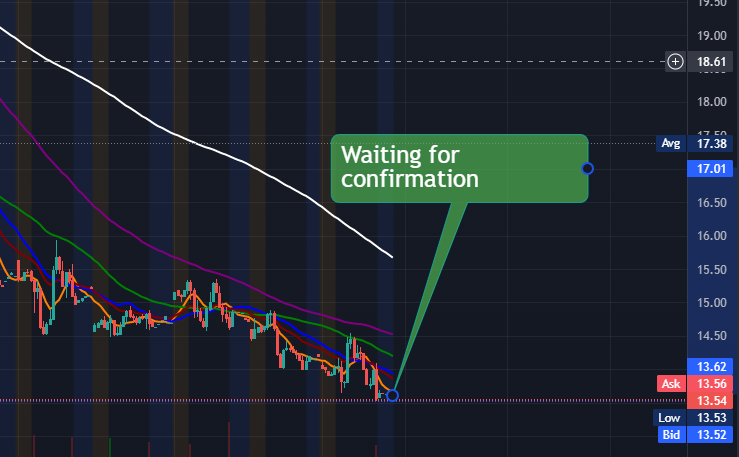 19.50
19.00
18.61
18.00
Avg 17.38
Waiting for
confirmation
17.01
16.50
16.00
15.50
15.00
14.50
13.62
Ask 13.56
13.54
Low 13.53
Bid 13.52